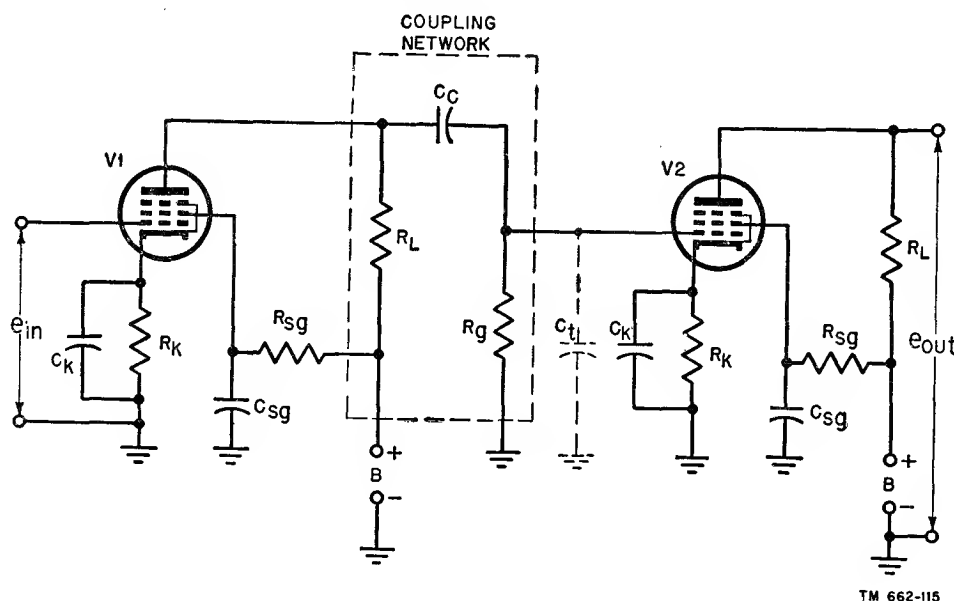 COUPLING
NETWORK
CC
V1
V2
RL
RL
ein
CK
RK
Rsg
Csg
Rg
Ct
CK
RK
Rsg
Csg
eout
+
B
-
+
B
-
TM 662-115